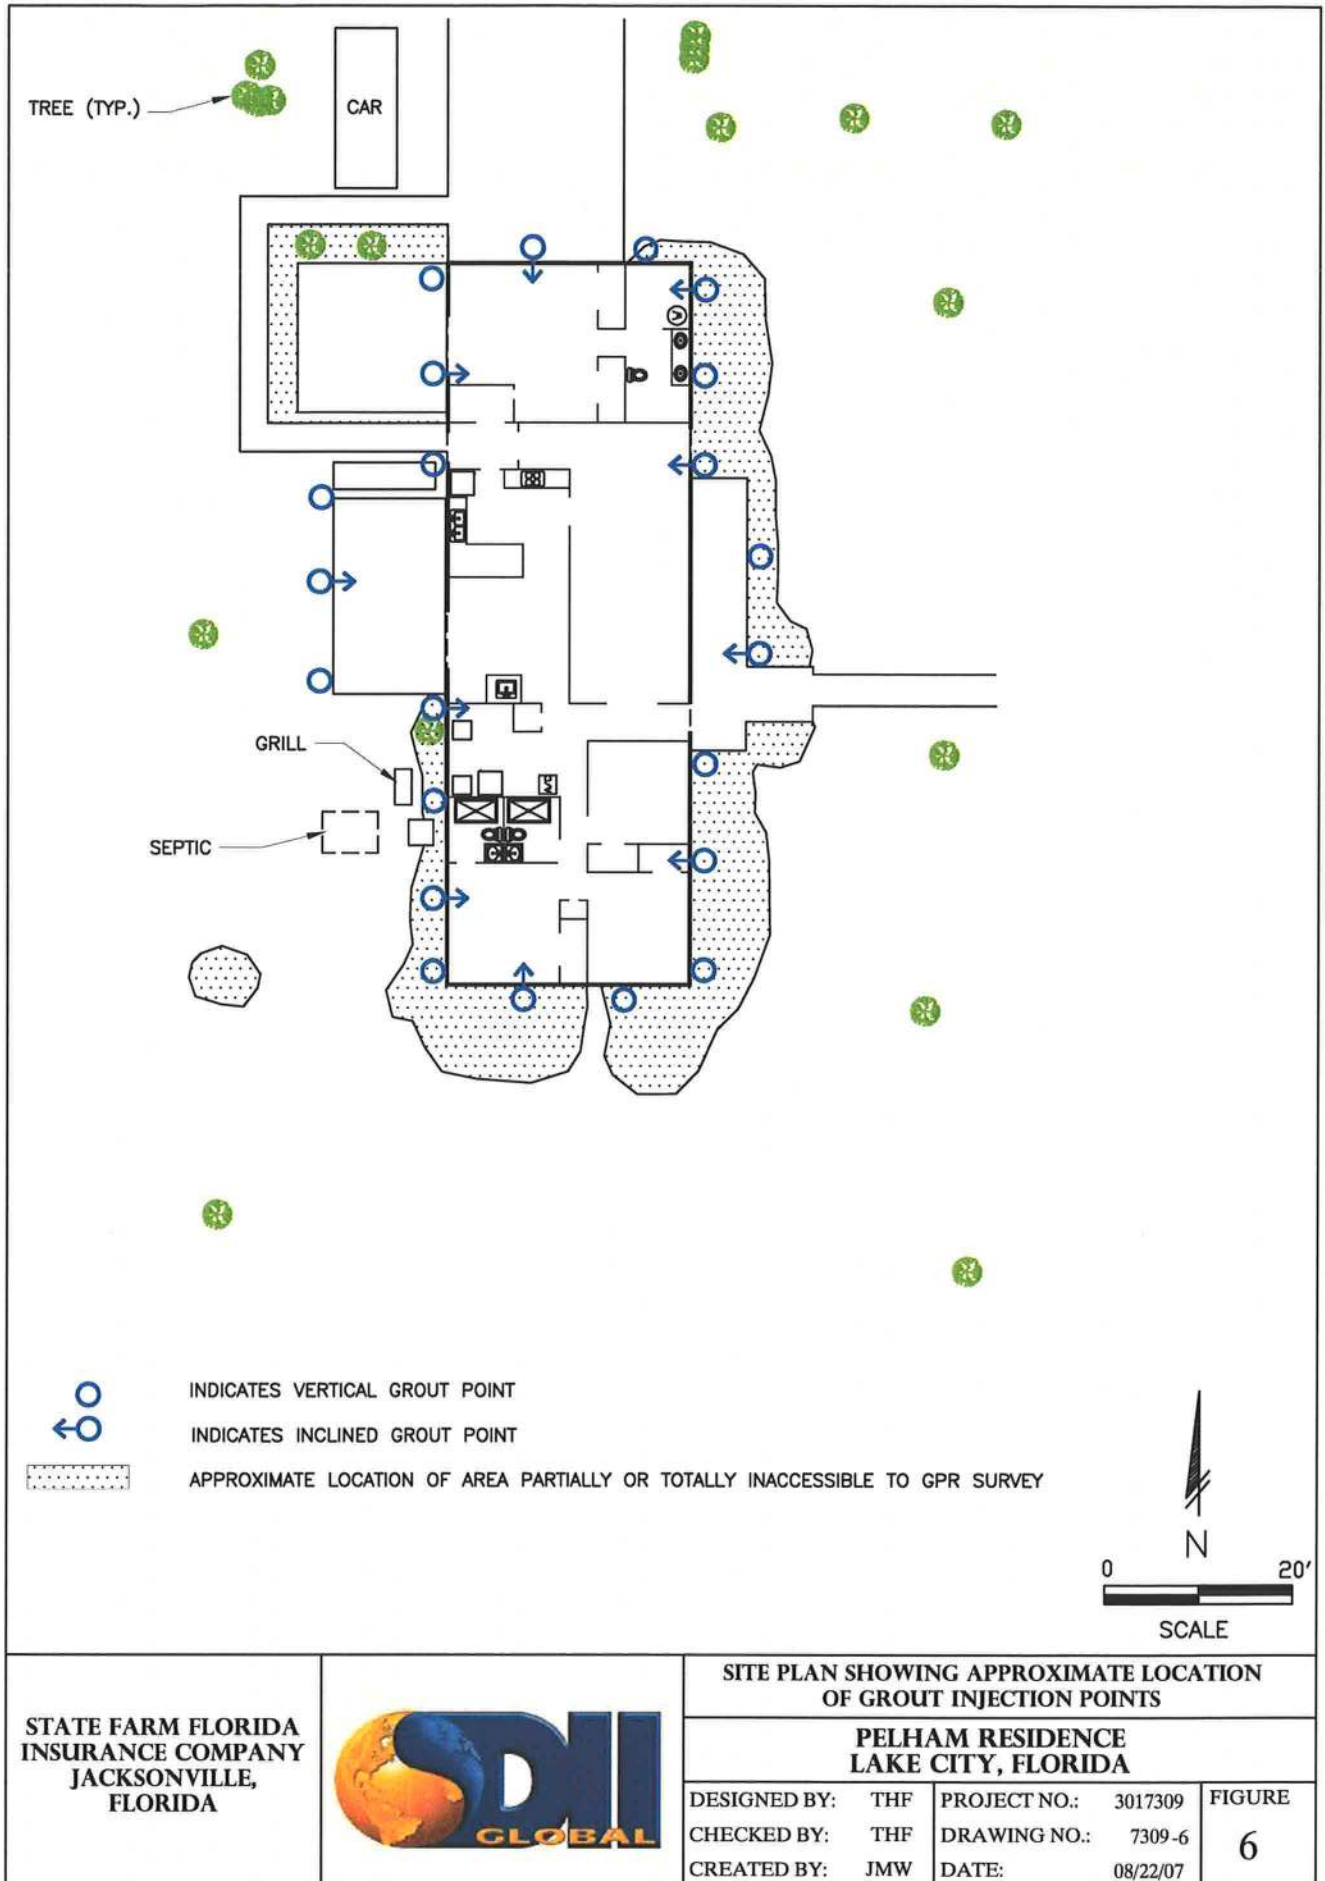 TREE (TYP.)
CAR
GRILL
SEPTIC
INDICATES VERTICAL GROUT POINT
INDICATES INCLINED GROUT POINT
APPROXIMATE LOCATION OF AREA PARTIALLY OR TOTALLY INACCESSIBLE TO GPR SURVEY
N
0 20'
SCALE
STATE FARM FLORIDA
INSURANCE COMPANY
JACKSONVILLE,
FLORIDA
SDII
GLOBAL
SITE PLAN SHOWING APPROXIMATE LOCATION
OF GROUT INJECTION POINTS
PELHAM RESIDENCE
LAKE CITY, FLORIDA
DESIGNED BY: THF
CHECKED BY: THF
CREATED BY: JMW
PROJECT NO.: 3017309
DRAWING NO.: 7309-6
DATE: 08/22/07
FIGURE
6